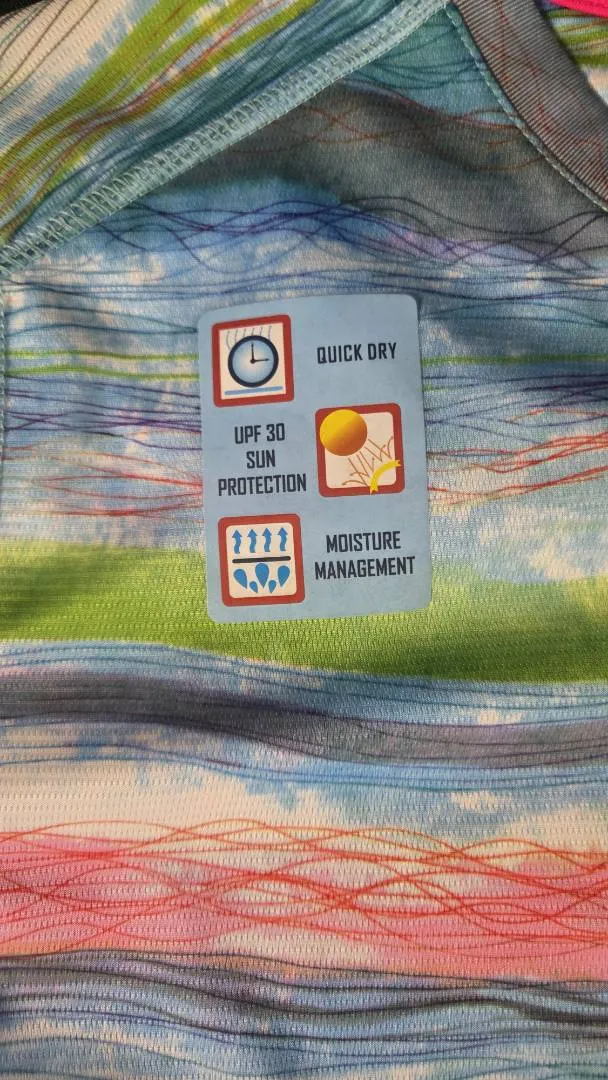 QUICK DRY
UPF 30
SUN
PROTECTION
MOISTURE
MANAGEMENT